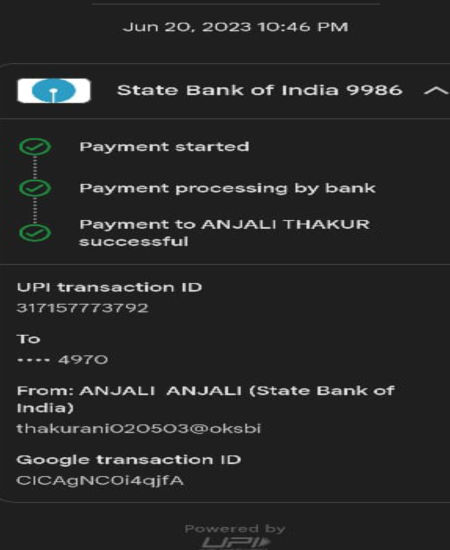 Jun 20, 2023 10:46 PM
State Bank of India 9986
Payment started
Payment processing by bank
Payment to ANJALI THAKUR
successful
UPI transaction ID
317157773792
To
•••• 4970
From: ANJALI ANJALI (State Bank of
India)
thakurani020503@oksbi
Google transaction ID
CICAgNC0i4qjfA
Powered by
UPI